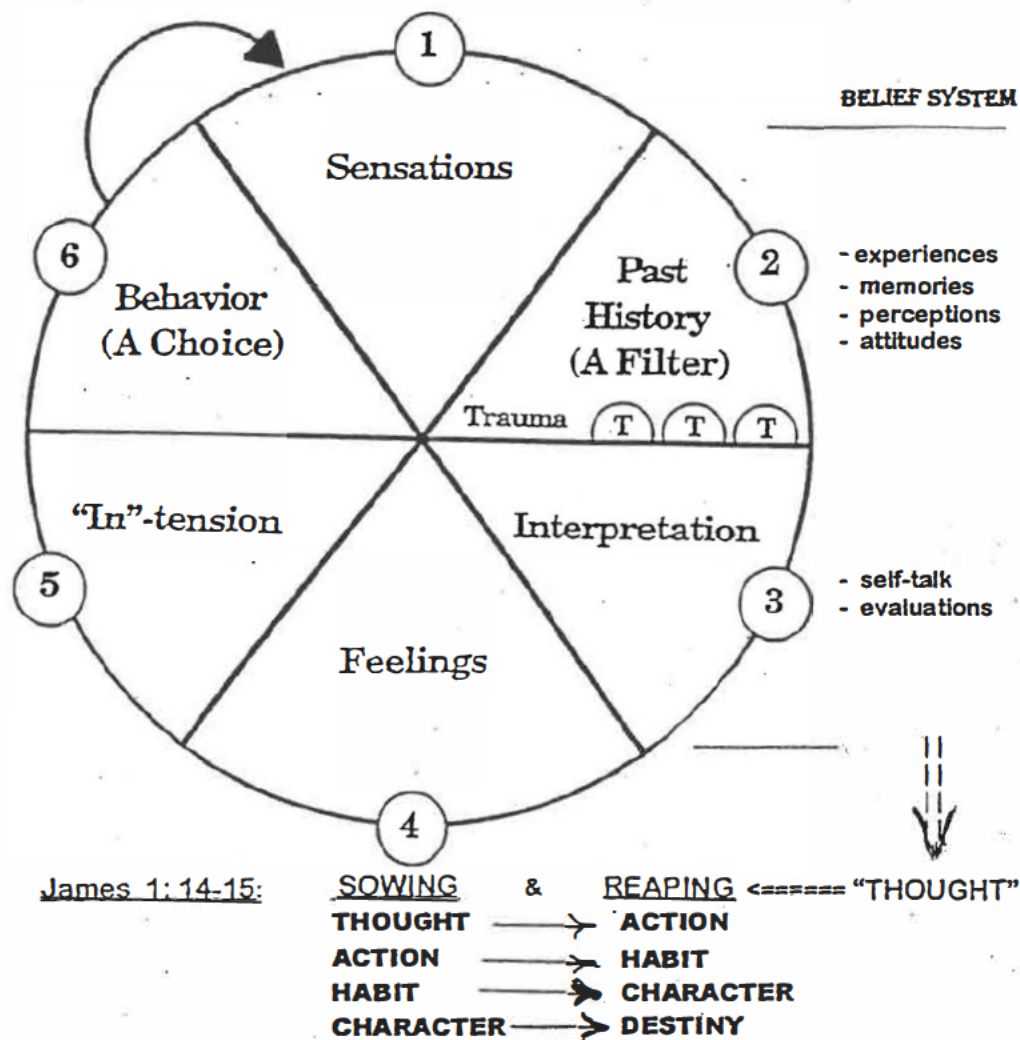 1
BELIEF SYSTEM
Sensations
6
2
Past
History
(A Filter)
- experiences
- memories
- perceptions
- attitudes
Behavior
(A Choice)
Trauma T T T
"In"-tension
Interpretation
5
3
- self-talk
- evaluations
Feelings
4
James 1:14-15: SOWING & REAPING <====== "THOUGHT"
THOUGHT ACTION
ACTION HABIT
HABIT CHARACTER
CHARACTER DESTINY